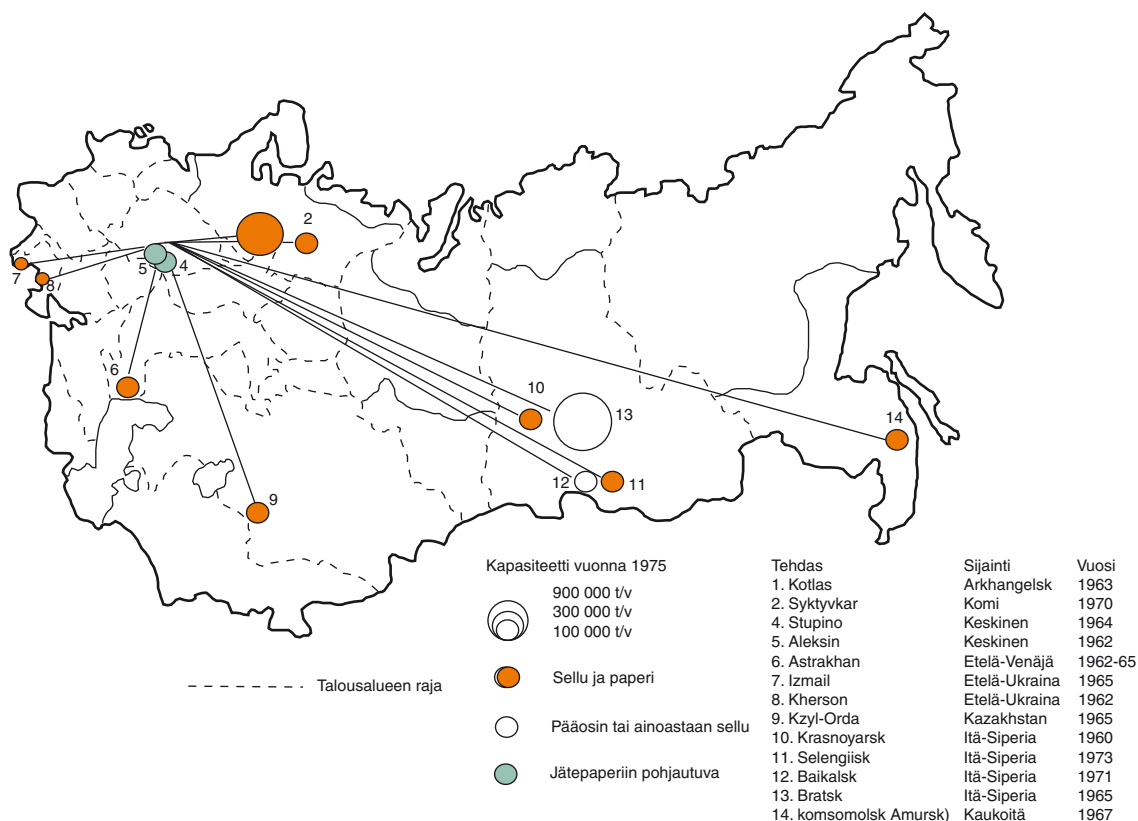 2
5
4
7
8
6
10
13
14
12
11
9
Kapasiteetti vuonna 1975
900 000 t/v
300 000 t/v
100 000 t/v
Sellu ja paperi
Talousalueen raja
Pääosin tai ainoastaan sellu
Jätepaperiin pohjautuva
Tehdas Sijainti Vuosi
1. Kotlas Arkhangelsk 1963
2. Syktyvkar Komi 1970
4. Stupino Keskinen 1964
5. Aleksin Keskinen 1962
6. Astrakhan Etelä-Venäjä 1962-65
7. Izmail Etelä-Ukraina 1965
8. Kherson Etelä-Ukraina 1962
9. Kzyl-Orda Kazakhstan 1965
10. Krasnoyarsk Itä-Siperia 1960
11. Selengiisk Itä-Siperia 1973
12. Baikalsk Itä-Siperia 1971
13. Bratsk Itä-Siperia 1965
14. komsomolsk Amursk) Kaukoitä 1967